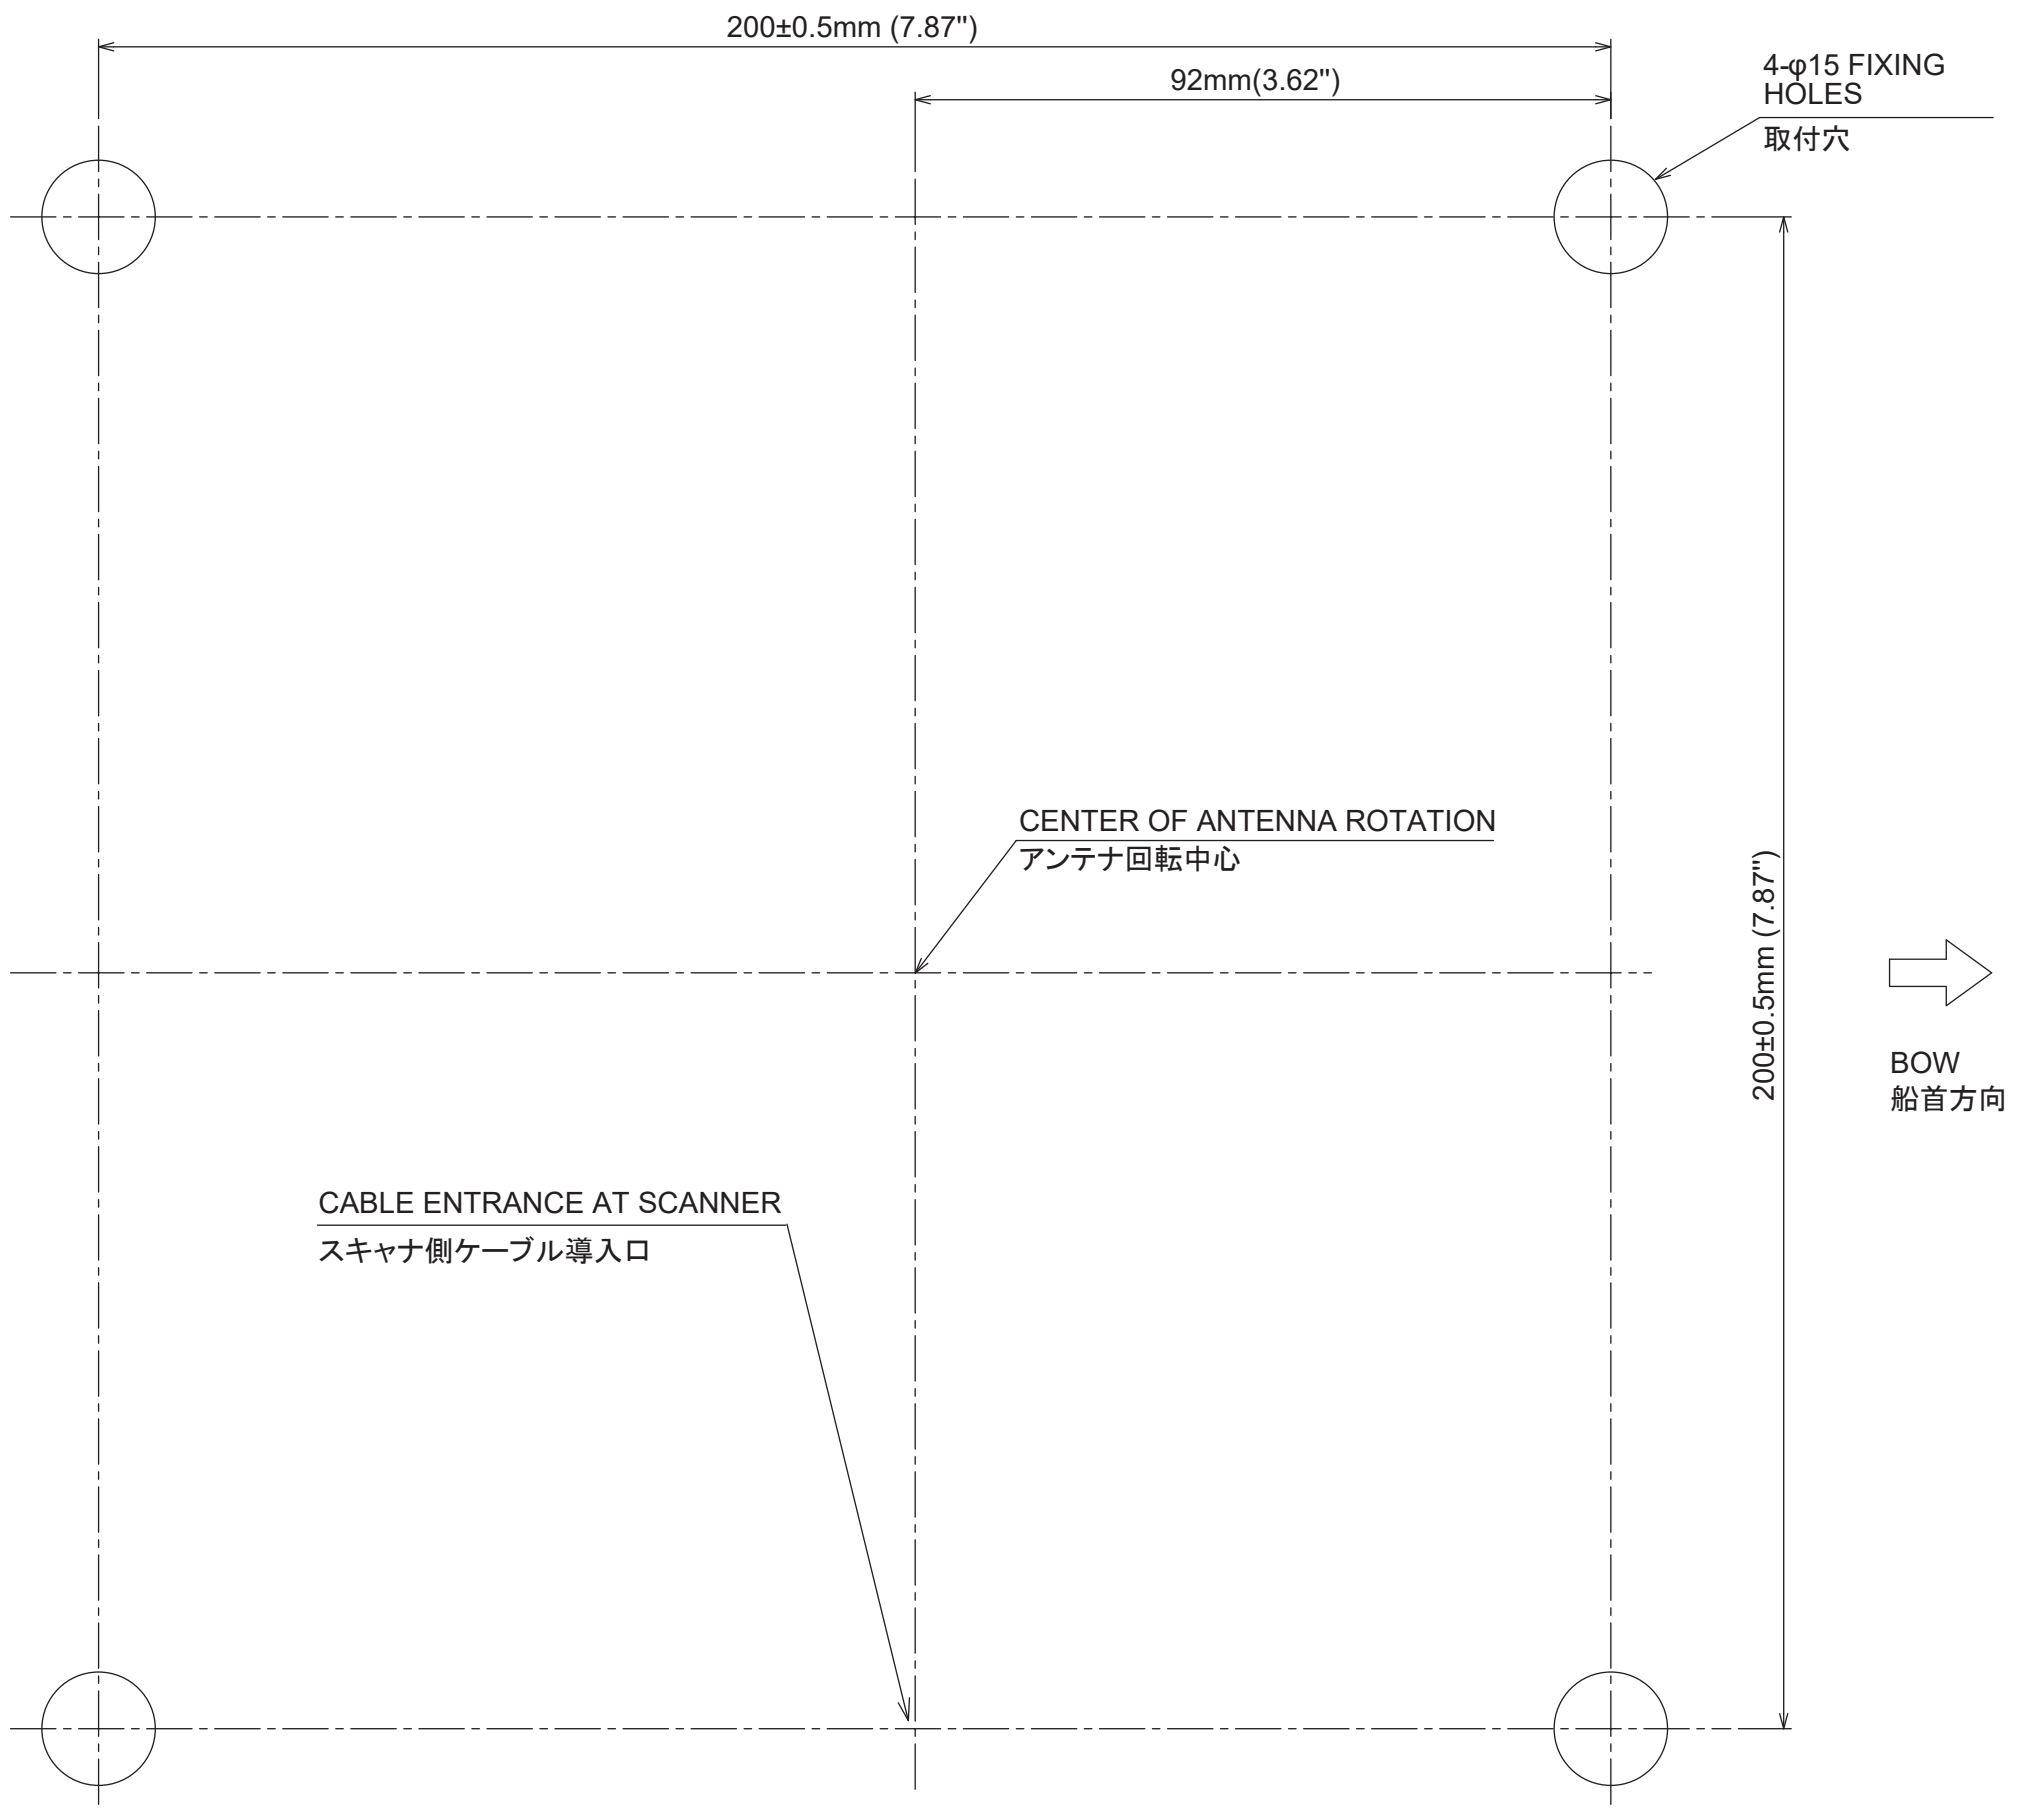 200±0.5mm (7.87")
92mm(3.62")
4-φ15 FIXING
HOLES
取付穴
CENTER OF ANTENNA ROTATION
アンテナ回転中心
200±0.5mm (7.87")
BOW
船首方向
CABLE ENTRANCE AT SCANNER
スキャナ側ケーブル導入口